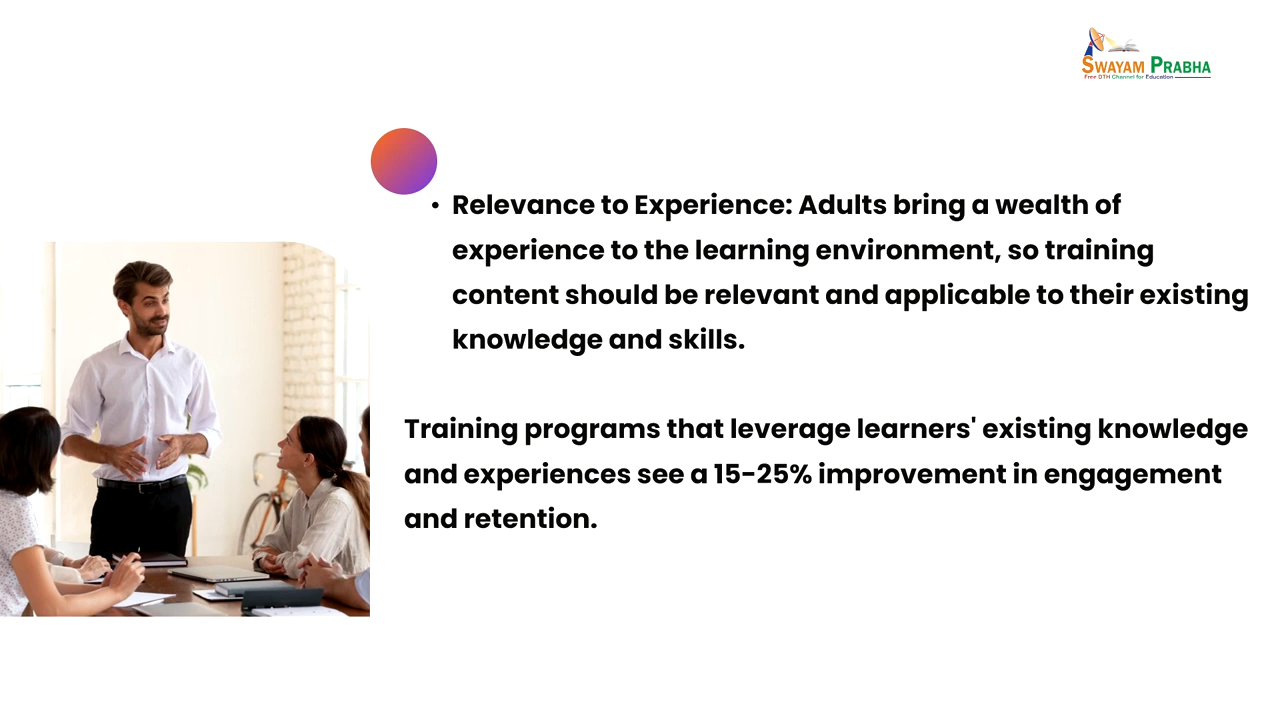 SWAYAM PRABHA
Free DTH Channel for Education
• Relevance to Experience: Adults bring a wealth of
experience to the learning environment, so training
content should be relevant and applicable to their existing
knowledge and skills.
Training programs that leverage learners' existing knowledge
and experiences see a 15-25% improvement in engagement
and retention.